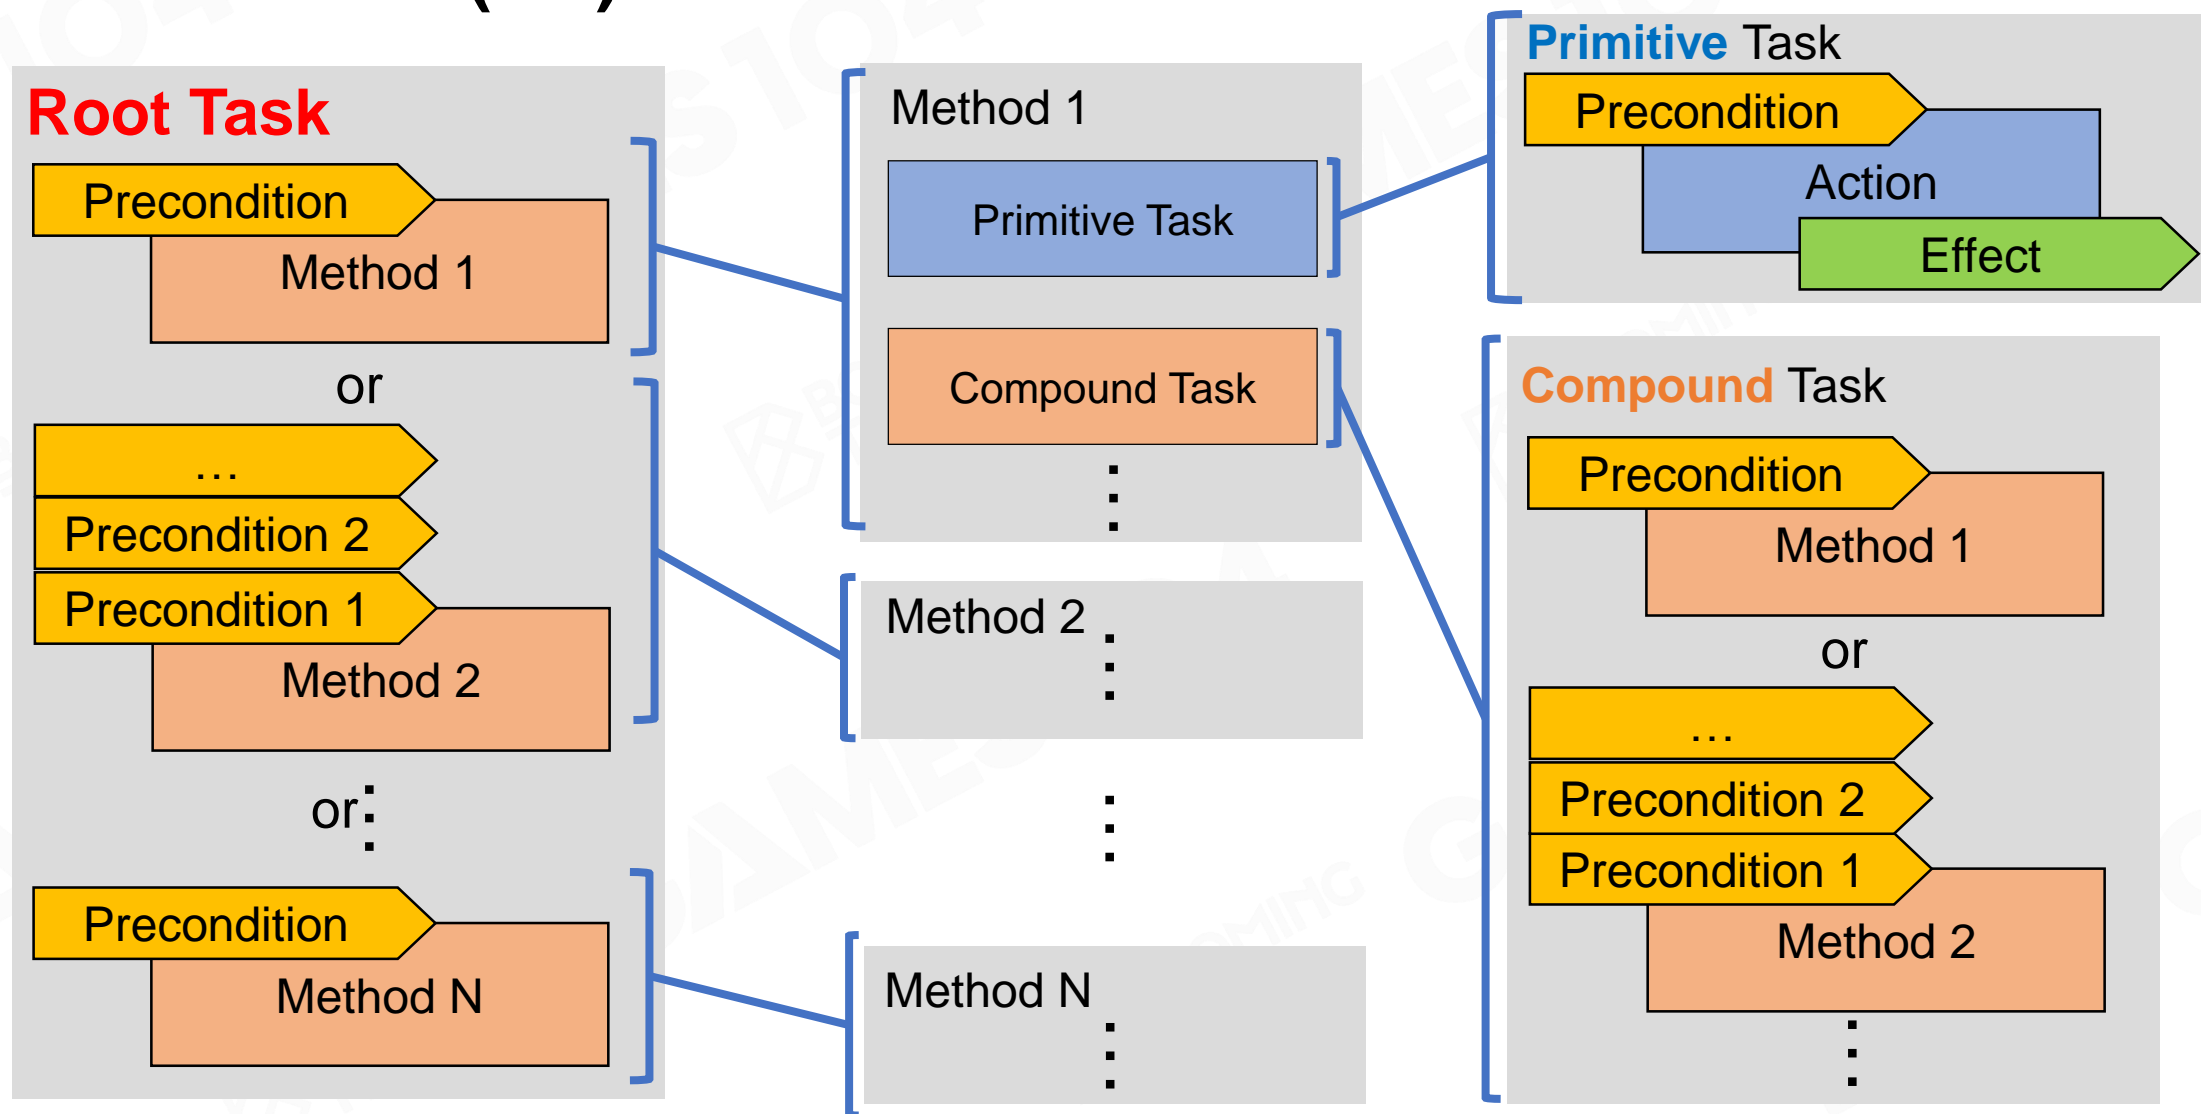 Root Task
Precondition
Method 1
or
…
Precondition 2
Precondition 1
Method 2
or
Precondition
Method N
Method 1
Primitive Task
Compound Task
Method 2
Method N
Primitive Task
Precondition
Action
Effect
Compound Task
Precondition
Method 1
or
…
Precondition 2
Precondition 1
Method 2